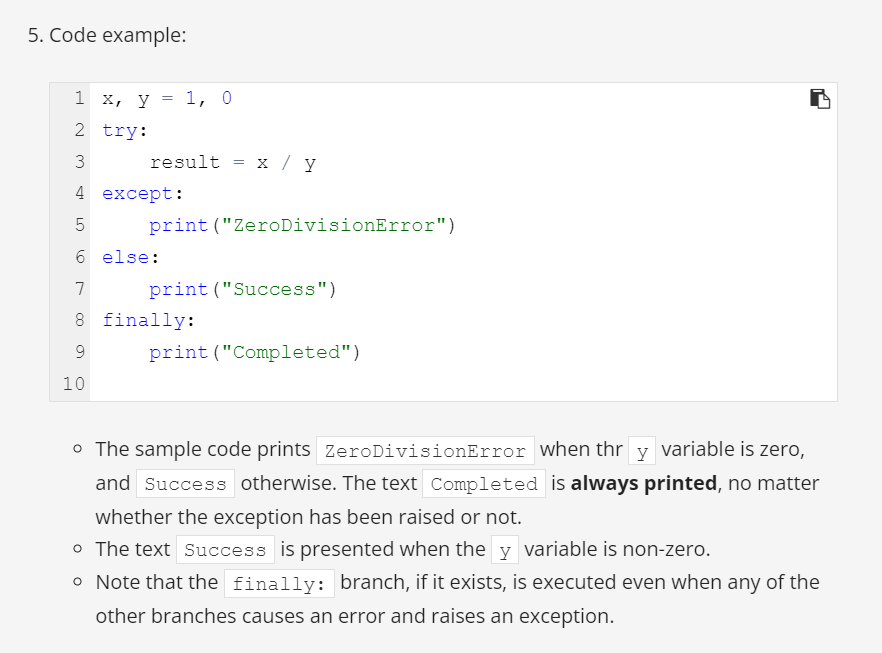 5. Code example:
1 x, y = 1, 0
2 try:
3     result = x / y
4 except:
5     print("ZeroDivisionError")
6 else:
7     print("Success")
8 finally:
9     print("Completed")
10
The sample code prints ZeroDivisionError when thr y variable is zero,
and Success otherwise. The text Completed is always printed, no matter
whether the exception has been raised or not.
The text Success is presented when the y variable is non-zero.
Note that the finally: branch, if it exists, is executed even when any of the
other branches causes an error and raises an exception.